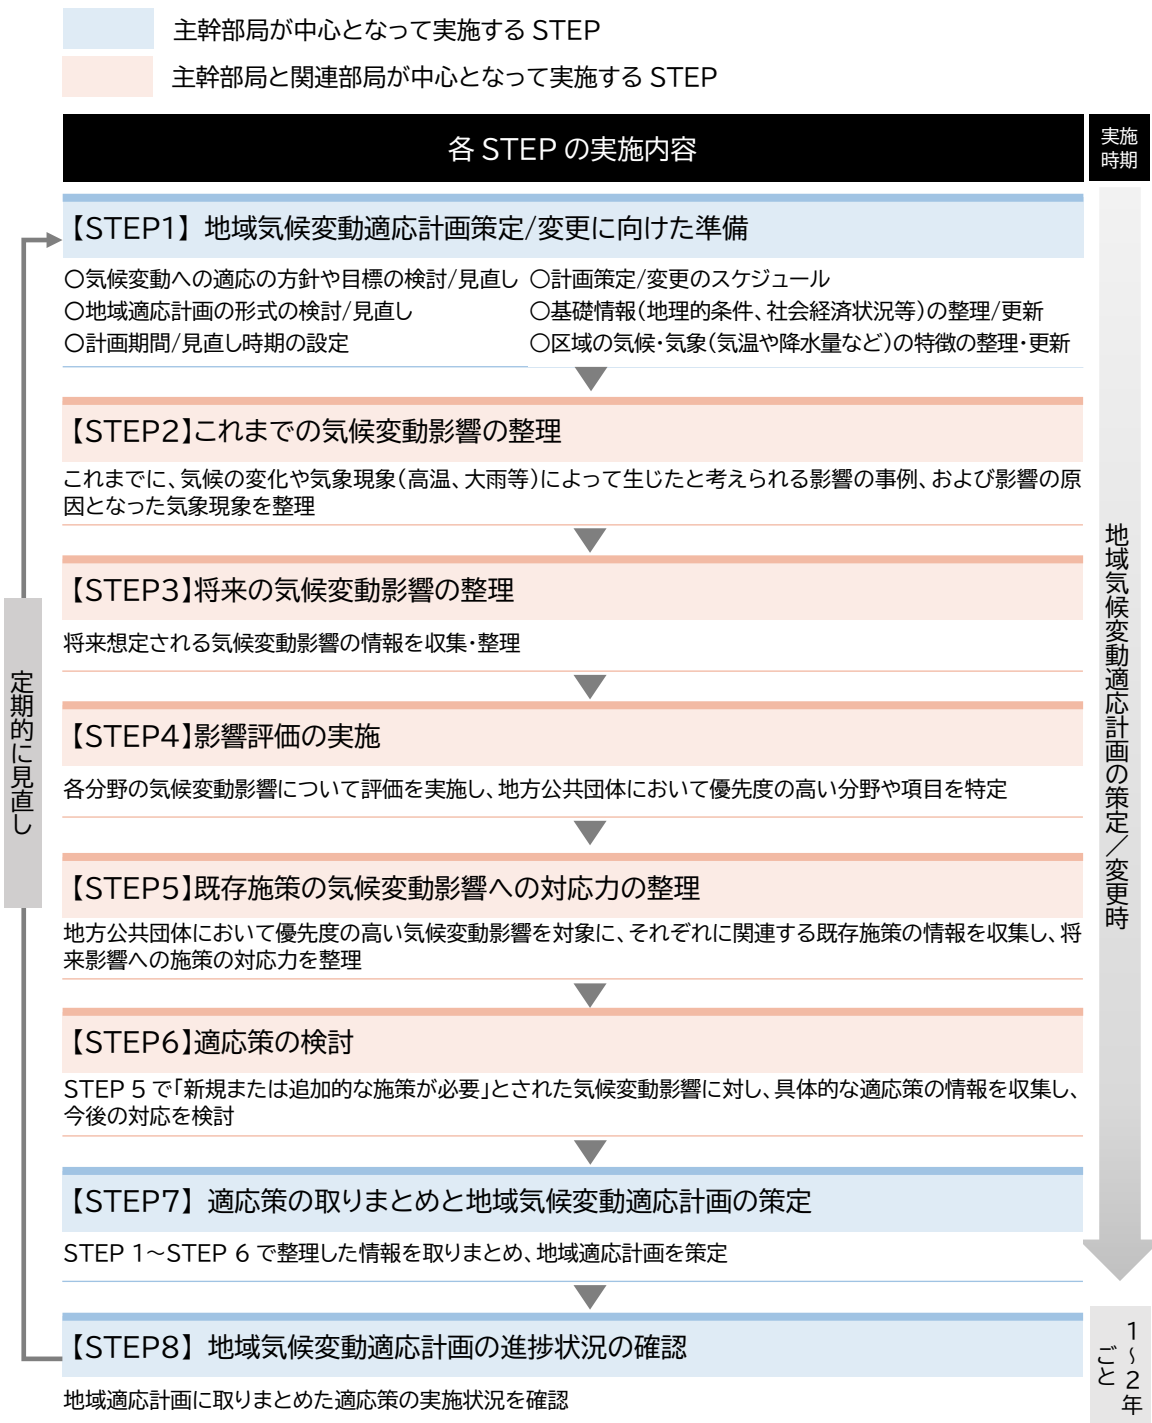 主幹部局が中心となって実施する STEP
主幹部局と関連部局が中心となって実施する STEP
各 STEP の実施内容
実施
時期
【STEP1】 地域気候変動適応計画策定/変更に向けた準備
〇気候変動への適応の方針や目標の検討/見直し
〇地域適応計画の形式の検討/見直し
〇計画期間/見直し時期の設定
〇計画策定/変更のスケジュール
〇基礎情報（地理的条件、社会経済状況等）の整理/更新
〇区域の気候・気象（気温や降水量など）の特徴の整理・更新
【STEP2】これまでの気候変動影響の整理
これまでに、気候の変化や気象現象（高温、大雨等）によって生じたと考えられる影響の事例、および影響の原
因となった気象現象を整理
【STEP3】将来の気候変動影響の整理
将来想定される気候変動影響の情報を収集・整理
【STEP4】影響評価の実施
各分野の気候変動影響について評価を実施し、地方公共団体において優先度の高い分野や項目を特定
【STEP5】既存施策の気候変動影響への対応力の整理
地方公共団体において優先度の高い気候変動影響を対象に、それぞれに関連する既存施策の情報を収集し、将
来影響への施策の対応力を整理
【STEP6】適応策の検討
STEP 5 で「新規または追加的な施策が必要」とされた気候変動影響に対し、具体的な適応策の情報を収集し、
今後の対応を検討
【STEP7】 適応策の取りまとめと地域気候変動適応計画の策定
STEP 1～STEP 6 で整理した情報を取りまとめ、地域適応計画を策定
【STEP8】 地域気候変動適応計画の進捗状況の確認
地域適応計画に取りまとめた適応策の実施状況を確認
定期的に見直し
地域気候変動適応計画の策定／変更時
1～2年
ごと